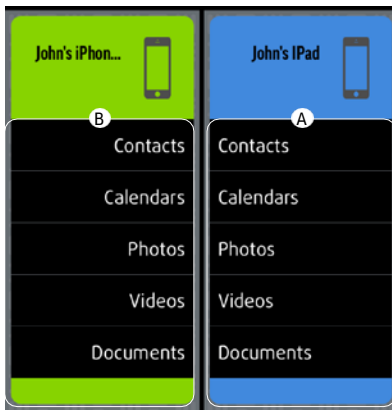 John's iPhon... John's IPad
B A
Contacts Contacts
Calendars Calendars
Photos Photos
Videos Videos
Documents Documents